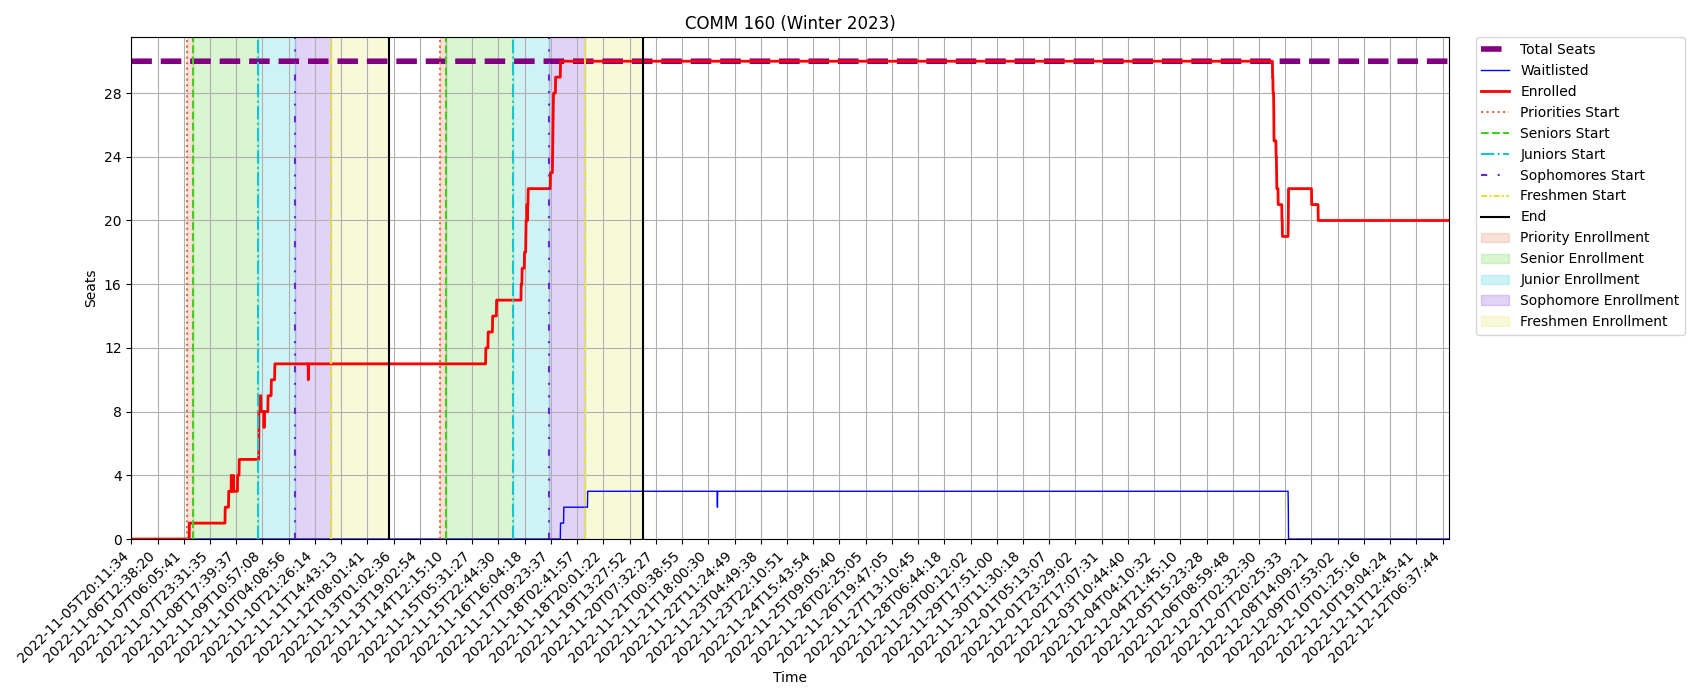 COMM 160 (Winter 2023)
Total Seats
Waitlisted
Enrolled
Priorities Start
Seniors Start
Juniors Start
Sophomores Start
Freshmen Start
End
Priority Enrollment
Senior Enrollment
Junior Enrollment
Sophomore Enrollment
Freshmen Enrollment
Seats
28
24
20
16
12
8
4
0
2022-11-05T20:11:34
2022-11-06T12:38:20
2022-11-07T06:05:41
2022-11-07T23:31:35
2022-11-08T17:39:37
2022-11-09T10:57:08
2022-11-10T04:08:56
2022-11-10T21:26:14
2022-11-11T14:43:13
2022-11-12T08:01:41
2022-11-13T01:02:36
2022-11-13T19:02:54
2022-11-14T12:15:10
2022-11-15T05:31:27
2022-11-15T22:44:30
2022-11-16T16:04:18
2022-11-17T09:23:37
2022-11-18T02:41:57
2022-11-18T20:01:22
2022-11-19T13:27:52
2022-11-20T07:32:27
2022-11-21T00:38:55
2022-11-21T18:00:30
2022-11-22T11:24:49
2022-11-23T04:49:38
2022-11-23T22:10:51
2022-11-24T15:43:54
2022-11-25T09:05:40
2022-11-26T02:25:05
2022-11-26T19:47:05
2022-11-27T13:10:45
2022-11-28T06:44:18
2022-11-29T00:12:02
2022-11-29T17:51:00
2022-11-30T11:30:18
2022-12-01T05:13:07
2022-12-01T23:29:02
2022-12-02T17:07:31
2022-12-03T10:44:40
2022-12-04T04:10:32
2022-12-04T21:45:10
2022-12-05T15:23:28
2022-12-06T08:59:48
2022-12-07T02:32:30
2022-12-07T20:25:33
2022-12-08T14:09:21
2022-12-09T07:53:02
2022-12-10T01:25:16
2022-12-10T19:04:24
2022-12-11T12:45:41
2022-12-12T06:37:44
Time